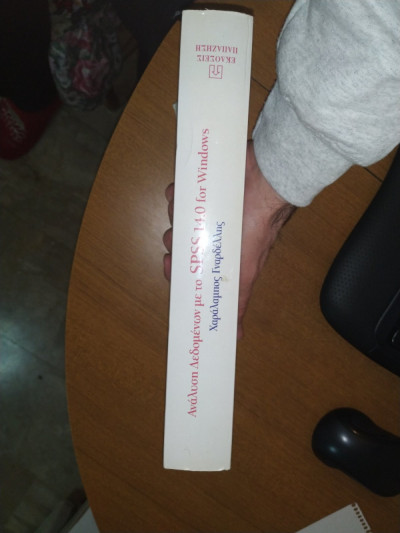 Ανάλυση Δεδομένων με το SPSS 14.0 for Windows
Χαράλαμπος Γναρδέλλης
ΕΚΔΟΣΕΙΣ
ΠΑΠΑΖΗΣΗ